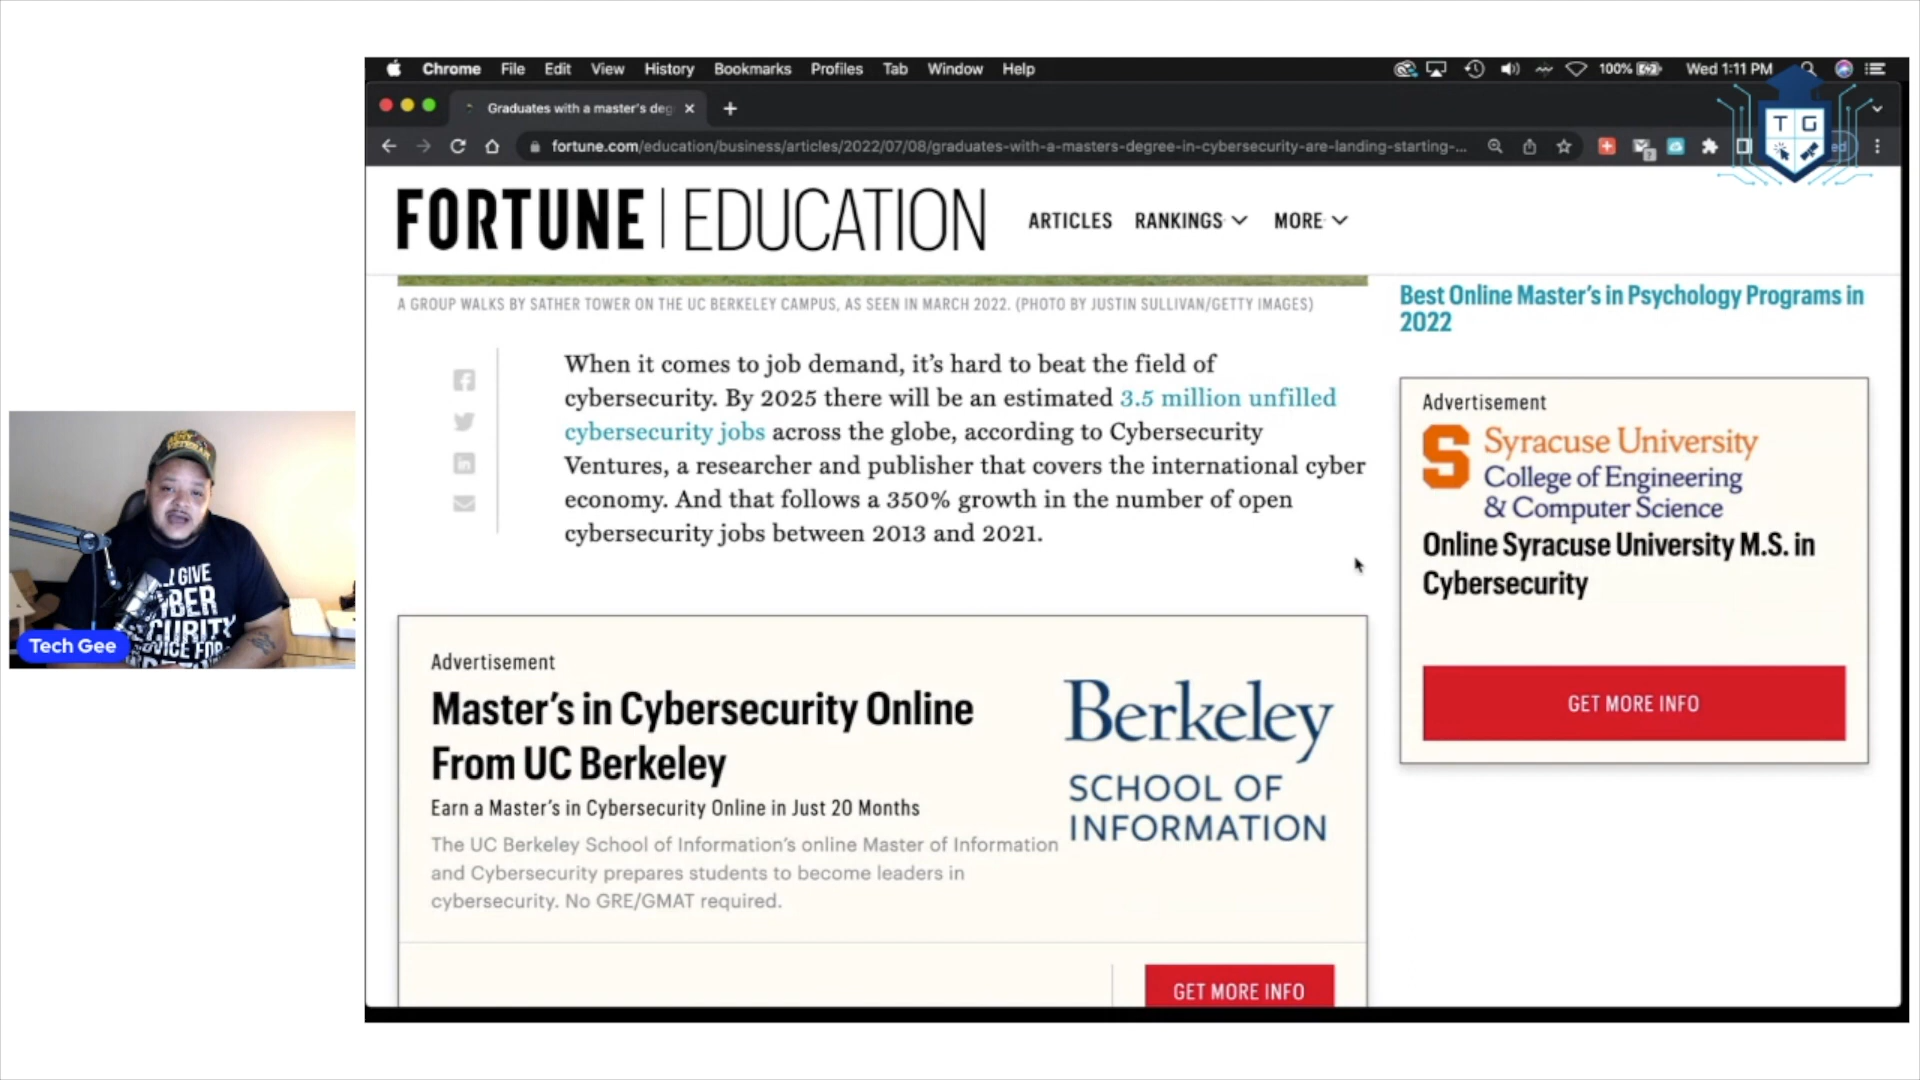 Chrome File Edit View History Bookmarks Profiles Tab Window Help
100% Wed 1:11 PM
Graduates with a master's deg
fortune.com/education/business/articles/2022/07/08/graduates-with-a-masters-degree-in-cybersecurity-are-landing-starting-...
T G
FORTUNE | EDUCATION
ARTICLES RANKINGS MORE
A GROUP WALKS BY SATHER TOWER ON THE UC BERKELEY CAMPUS, AS SEEN IN MARCH 2022. (PHOTO BY JUSTIN SULLIVAN/GETTY IMAGES)
When it comes to job demand, it's hard to beat the field of
cybersecurity. By 2025 there will be an estimated 3.5 million unfilled
cybersecurity jobs across the globe, according to Cybersecurity
Ventures, a researcher and publisher that covers the international cyber
economy. And that follows a 350% growth in the number of open
cybersecurity jobs between 2013 and 2021.
Advertisement
Master's in Cybersecurity Online
From UC Berkeley
Earn a Master's in Cybersecurity Online in Just 20 Months
The UC Berkeley School of Information's online Master of Information
and Cybersecurity prepares students to become leaders in
cybersecurity. No GRE/GMAT required.
Berkeley
SCHOOL OF
INFORMATION
GET MORE INFO
Best Online Master's in Psychology Programs in
2022
Advertisement
Syracuse University
College of Engineering
& Computer Science
Online Syracuse University M.S. in
Cybersecurity
GET MORE INFO
GIVE
Tech Gee